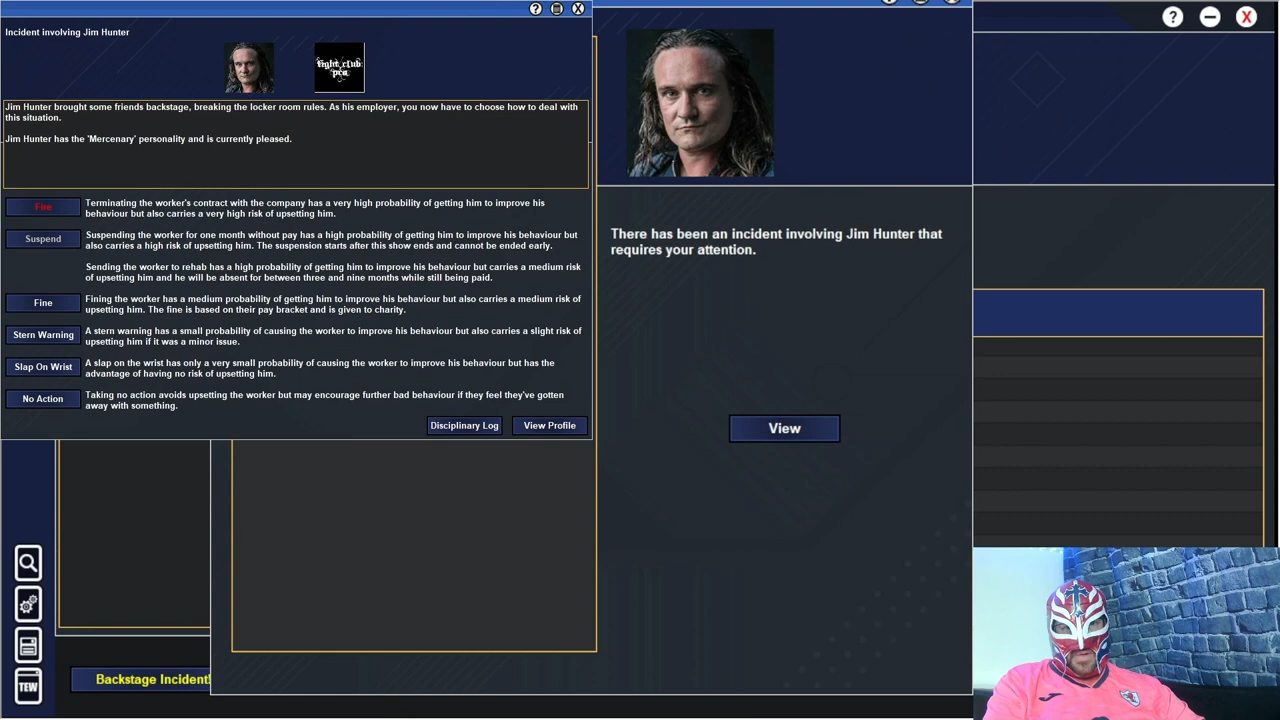 Incident involving Jim Hunter
fight club
pro
Jim Hunter brought some friends backstage, breaking the locker room rules. As his employer, you now have to choose how to deal with
this situation.
Jim Hunter has the 'Mercenary' personality and is currently pleased.
Fire
Terminating the worker's contract with the company has a very high probability of getting him to improve his
behaviour but also carries a very high risk of upsetting him.
Suspend
Suspending the worker for one month without pay has a high probability of getting him to improve his behaviour but
also carries a high risk of upsetting him. The suspension starts after this show ends and cannot be ended early.
Sending the worker to rehab has a high probability of getting him to improve his behaviour but carries a medium risk
of upsetting him and he will be absent for between three and nine months while still being paid.
Fine
Fining the worker has a medium probability of getting him to improve his behaviour but also carries a medium risk of
upsetting him. The fine is based on their pay bracket and is given to charity.
Stern Warning
A stern warning has a small probability of causing the worker to improve his behaviour but also carries a slight risk of
upsetting him if it was a minor issue.
Slap On Wrist
A slap on the wrist has only a very small probability of causing the worker to improve his behaviour but has the
advantage of having no risk of upsetting him.
No Action
Taking no action avoids upsetting the worker but may encourage further bad behaviour if they feel they've gotten
away with something.
Disciplinary Log
View Profile
There has been an incident involving Jim Hunter that
requires your attention.
View
TEW
Backstage Incident!